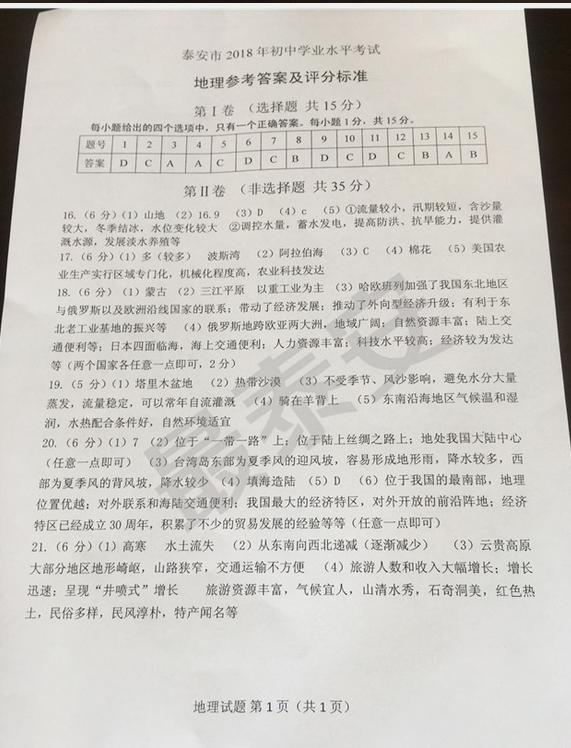 泰安市 2018 年初中学业水平考试
地理参考答案及评分标准
第Ⅰ卷 (选择题 共 15 分)
每小题给出的四个选项中,只有一个正确答案。每小题 1 分,共 15 分。
题号 1 2 3 4 5 6 7 8 9 10 11 12 13 14 15
答案 D C A A C D C B D C D C B A B
第Ⅱ卷 (非选择题 共 35 分)
16.(6 分)(1)山地 (2)16.9 (3)D (4)c (5)①流量较小,汛期较短,含沙量
较大,冬季结冰,水位变化较大 ②调控水量,蓄水发电,提高防洪、抗旱能力,提供灌
溉水源,发展淡水养殖等
17.(6 分)(1)多(较多) 波斯湾 (2)阿拉伯海 (3)C (4)棉花 (5)美国农
业生产实行区域专门化,机械化程度高,农业科技发达
18.(6 分)(1)蒙古 (2)三江平原 以重工业为主 (3)哈欧班列加强了我国东北地区
与俄罗斯以及欧洲沿线国家的联系;带动了经济发展;推动了外向型经济升级;有利于东
北老工业基地的振兴等 (4)俄罗斯地跨欧亚两大洲,地域广阔;自然资源丰富;陆上交
通便利等;日本四面临海,海上交通便利;人力资源丰富;科技水平较高;经济较为发达
等(两个国家各任意一点即可,2 分)
19.(5 分)(1)塔里木盆地 (2)热带沙漠 (3)不受季节、风沙影响,避免水分大量
蒸发,流量稳定,可以常年自流灌溉 (4)骑在羊背上 (5)东南沿海地区气候温和湿
润,水热配合条件好,自然环境适宜
20.(6 分)(1)7 (2)位于“一带一路”上;位于陆上丝绸之路上;地处我国大陆中心
(任意一点即可) (3)台湾岛东部为夏季风的迎风坡,容易形成地形雨,降水较多,西
部为夏季风的背风坡,降水较少 (4)填海造陆 (5)D (6)位于我国的最南部,地理
位置优越;对外联系和海陆交通便利;我国最大的经济特区,对外开放的前沿阵地;经济
特区已经成立 30 周年,积累了不少的贸易发展的经验等等(任意一点即可)
21.(6 分)(1)高寒 水土流失 (2)从东南向西北递减(逐渐减少) (3)云贵高原
大部分地区地形崎岖,山路狭窄,交通运输不方便 (4)旅游人数和收入大幅增长;增长
迅速;呈现“井喷式”增长 旅游资源丰富,气候宜人,山清水秀,石奇洞美,红色热
土,民俗多样,民风淳朴,特产闻名等
最泰安
地理试题 第 1 页(共 1 页)